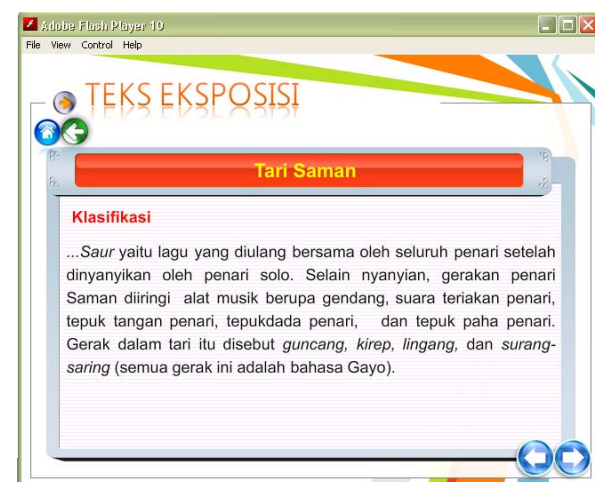 Adobe Flash Player 10
File View Control Help
TEKS EKSPOSISI
Tari Saman
Klasifikasi
...Saur yaitu lagu yang diulang bersama oleh seluruh penari setelah
dinyanyikan oleh penari solo. Selain nyanyian, gerakan penari
Saman diiringi alat musik berupa gendang, suara teriakan penari,
tepuk tangan penari, tepukdada penari, dan tepuk paha penari.
Gerak dalam tari itu disebut guncang, kirep, lingang, dan surang-
saring (semua gerak ini adalah bahasa Gayo).